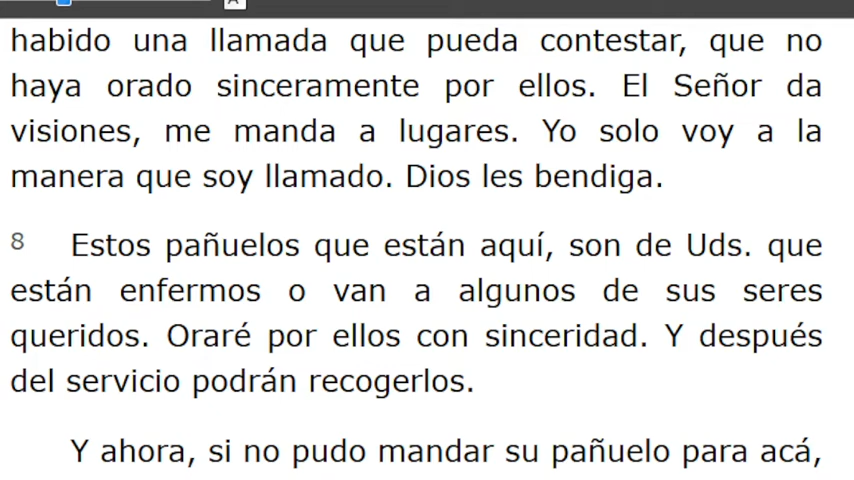 habido una llamada que pueda contestar, que no
haya orado sinceramente por ellos. El Señor da
visiones, me manda a lugares. Yo solo voy a la
manera que soy llamado. Dios les bendiga.
8 Estos pañuelos que están aquí, son de Uds. que
están enfermos o van a algunos de sus seres
queridos. Oraré por ellos con sinceridad. Y después
del servicio podrán recogerlos.
Y ahora, si no pudo mandar su pañuelo para acá,